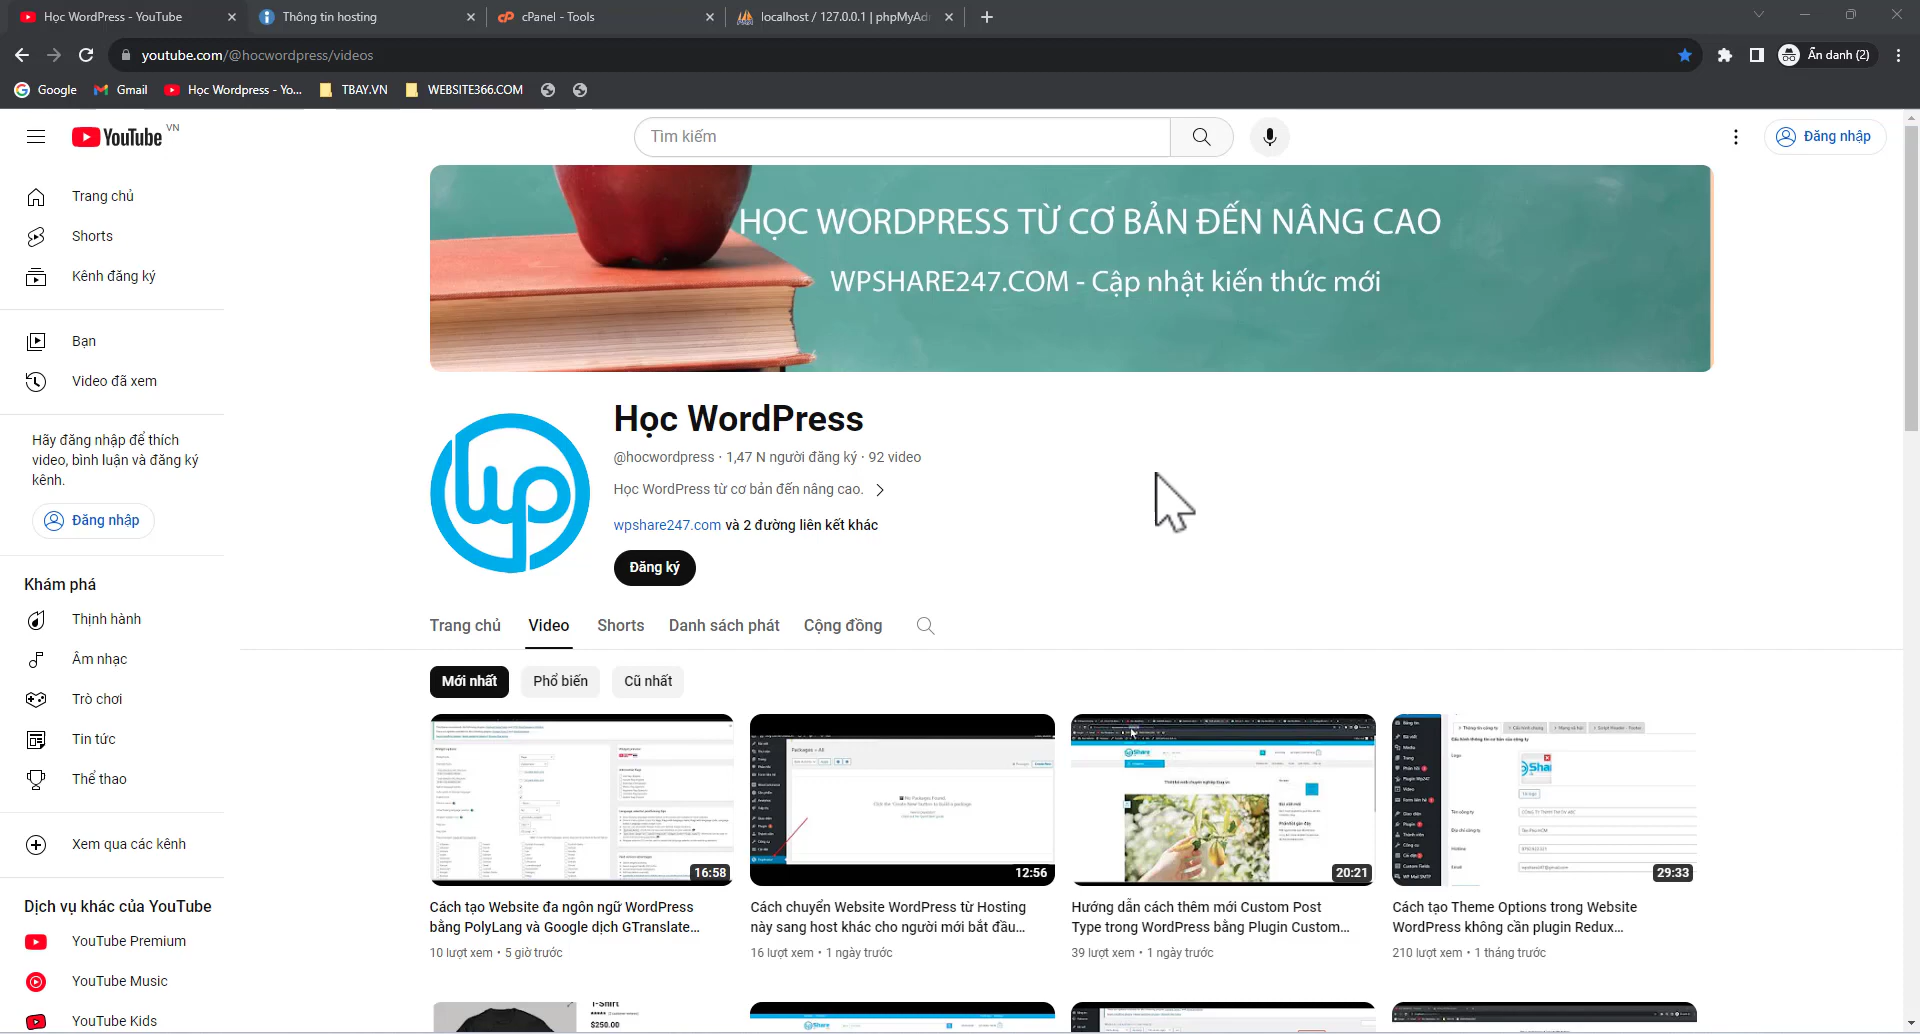 Học WordPress - YouTube
Thông tin hosting
cPanel - Tools
localhost / 127.0.0.1 | phpMyAd
youtube.com/@hocwordpress/videos
Ẩn danh (2)
Google
Gmail
Học Wordpress - Yo...
TBAY.VN
WEBSITE366.COM
YouTube VN
Tìm kiếm
Đăng nhập
Trang chủ
Shorts
Kênh đăng ký
Bạn
Video đã xem
Hãy đăng nhập để thích
video, bình luận và đăng ký
kênh.
Đăng nhập
Khám phá
Thịnh hành
Âm nhạc
Trò chơi
Tin tức
Thể thao
Xem qua các kênh
Dịch vụ khác của YouTube
YouTube Premium
YouTube Music
YouTube Kids
HỌC WORDPRESS TỪ CƠ BẢN ĐẾN NÂNG CAO
WPSHARE247.COM - Cập nhật kiến thức mới
wp
Học WordPress
@hocwordpress · 1,47 N người đăng ký · 92 video
Học WordPress từ cơ bản đến nâng cao.
wpshare247.com và 2 đường liên kết khác
Đăng ký
Trang chủ
Video
Shorts
Danh sách phát
Cộng đồng
Mới nhất
Phổ biến
Cũ nhất
16:58
12:56
20:21
29:33
Cách tạo Website đa ngôn ngữ WordPress
bằng PolyLang và Google dịch GTranslate...
10 lượt xem • 5 giờ trước
Cách chuyển Website WordPress từ Hosting
này sang host khác cho người mới bắt đầu...
16 lượt xem • 1 ngày trước
Hướng dẫn cách thêm mới Custom Post
Type trong WordPress bằng Plugin Custom...
39 lượt xem • 1 ngày trước
Cách tạo Theme Options trong Website
WordPress không cần plugin Redux...
210 lượt xem • 1 tháng trước
T-Shirt
$250.00